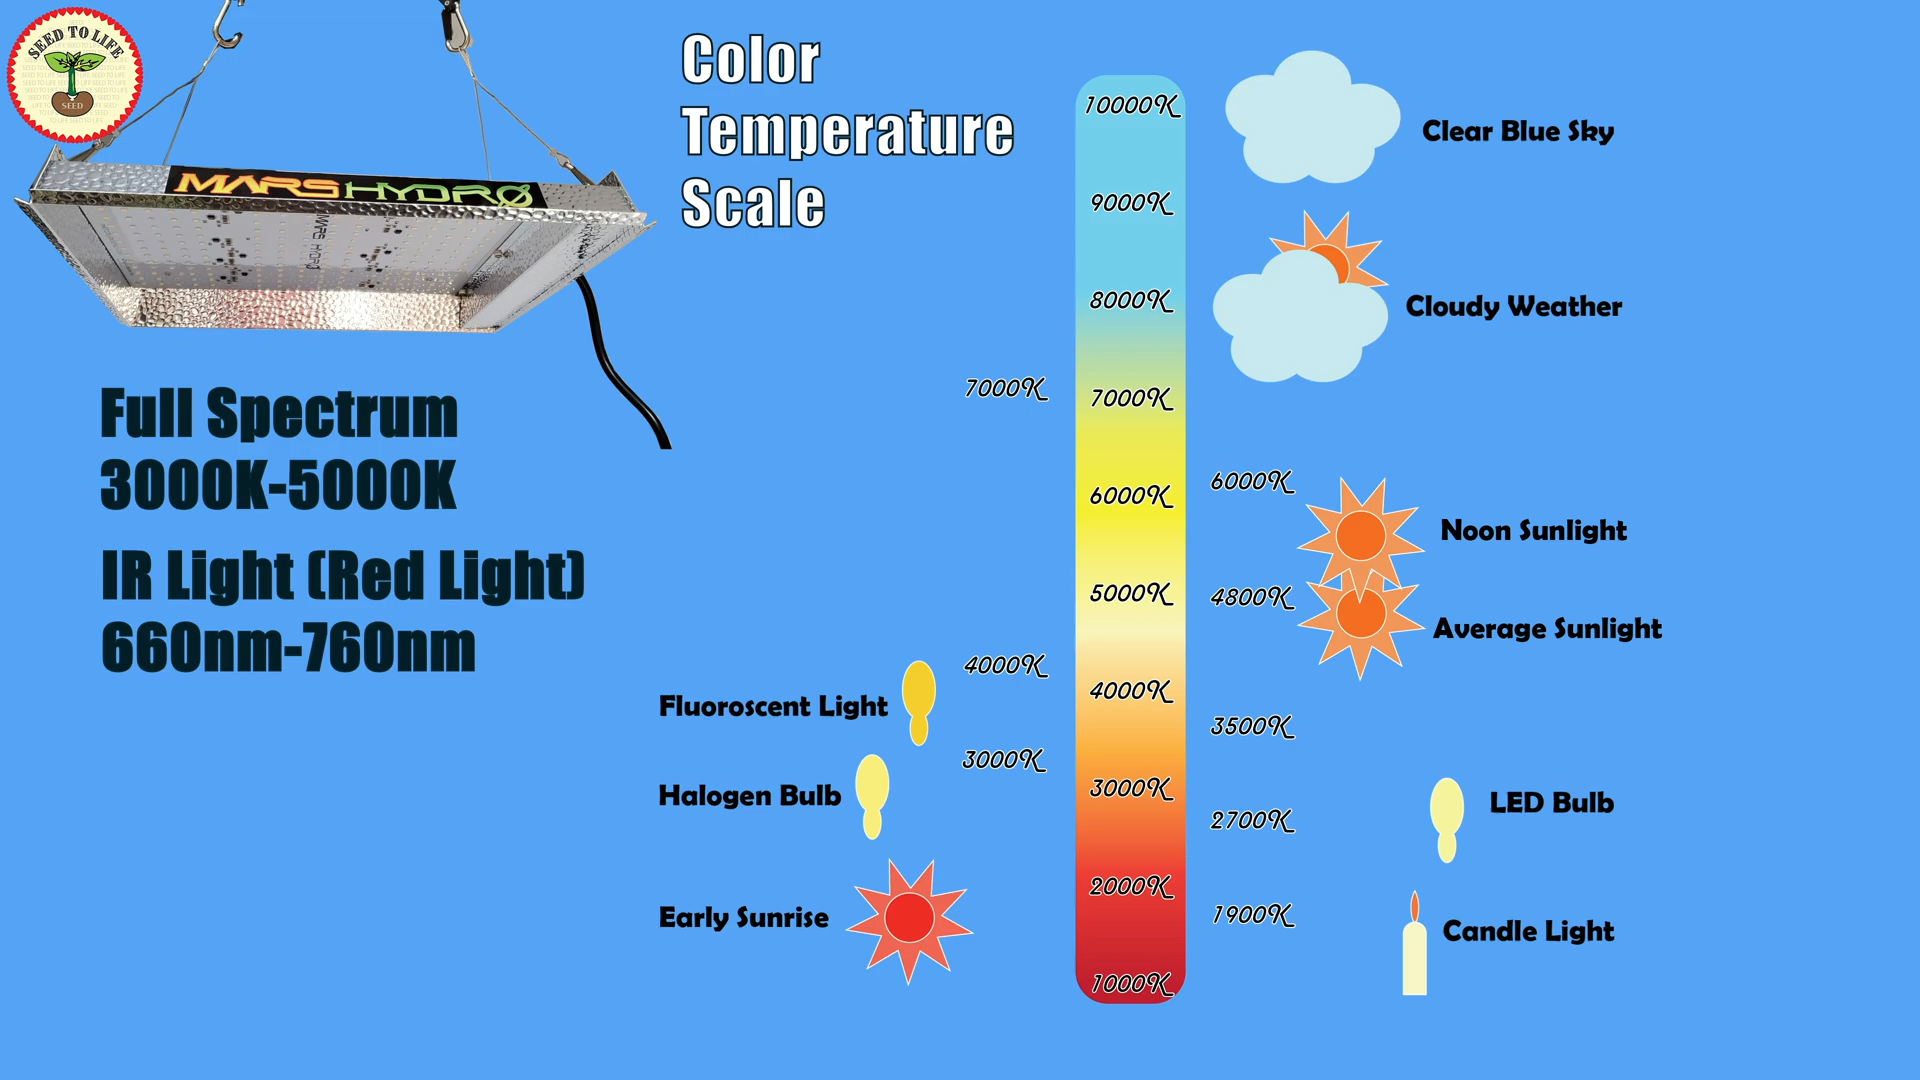 SEED TO LIFE
SEED
MARS HYDRO
MARS HYDRO
Color
Temperature
Scale
Full Spectrum
3000K-5000K
IR Light (Red Light)
660nm-760nm
10000K
9000K
8000K
7000K
6000K
5000K
4000K
3000K
2000K
1000K
7000K
4000K
3000K
Fluoroscent Light
Halogen Bulb
Early Sunrise
6000K
4800K
3500K
2700K
1900K
Clear Blue Sky
Cloudy Weather
Noon Sunlight
Average Sunlight
LED Bulb
Candle Light